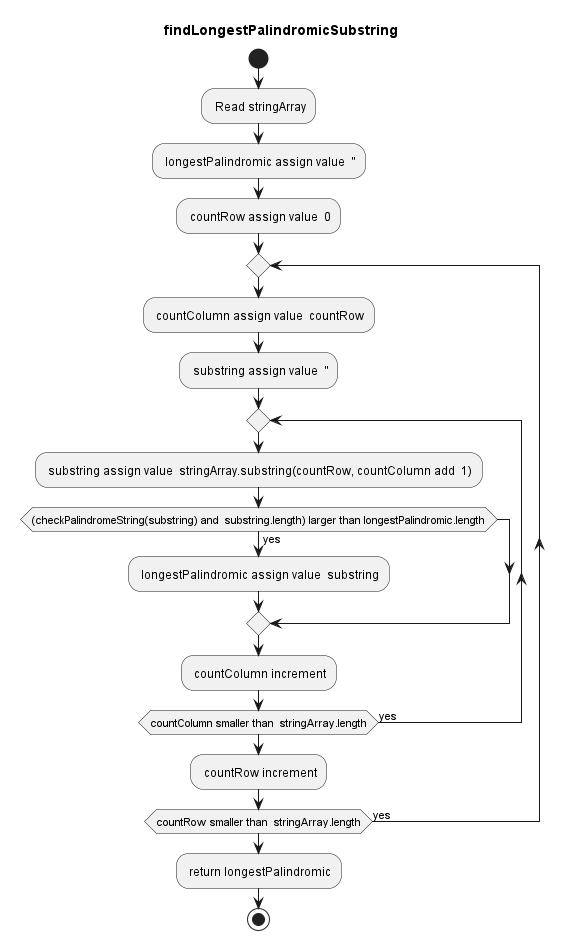 findLongestPalindromicSubstring
Read stringArray
longestPalindromic assign value "
countRow assign value 0
countColumn assign value countRow
substring assign value "
substring assign value stringArray.substring(countRow, countColumn add 1)
(checkPalindromeString(substring) and substring.length) larger than longestPalindromic.length
yes
longestPalindromic assign value substring
countColumn increment
countColumn smaller than stringArray.length
yes
countRow increment
countRow smaller than stringArray.length
yes
return longestPalindromic